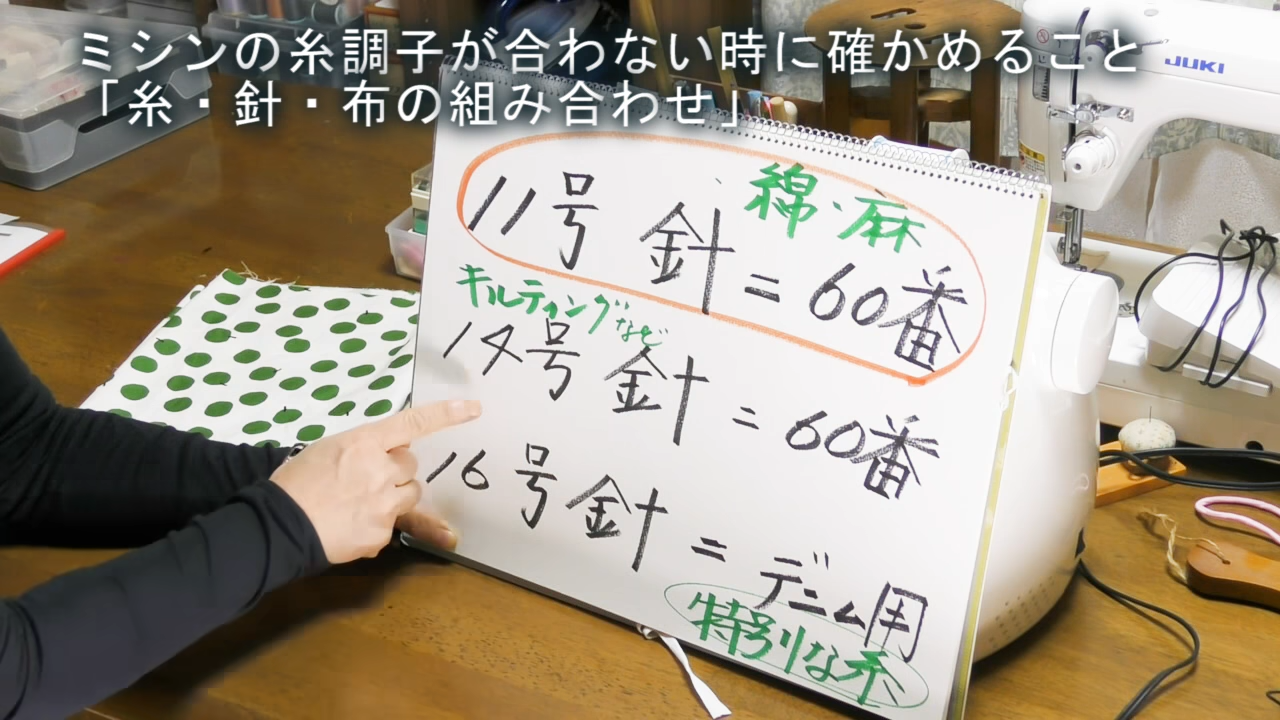 ミシンの糸調子が合わない時に確かめること
「糸・針・布の組み合わせ」
JUKI
綿・麻
11号針=60番
キルティングなど
14号針=60番
16号針=デニム用
特別な糸